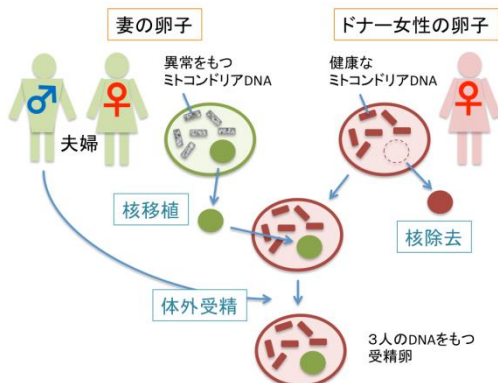 妻の卵子
ドナー女性の卵子
異常をもつ
ミトコンドリアDNA
健康な
ミトコンドリアDNA
夫婦
核移植
核除去
体外受精
３人のDNAをもつ
受精卵